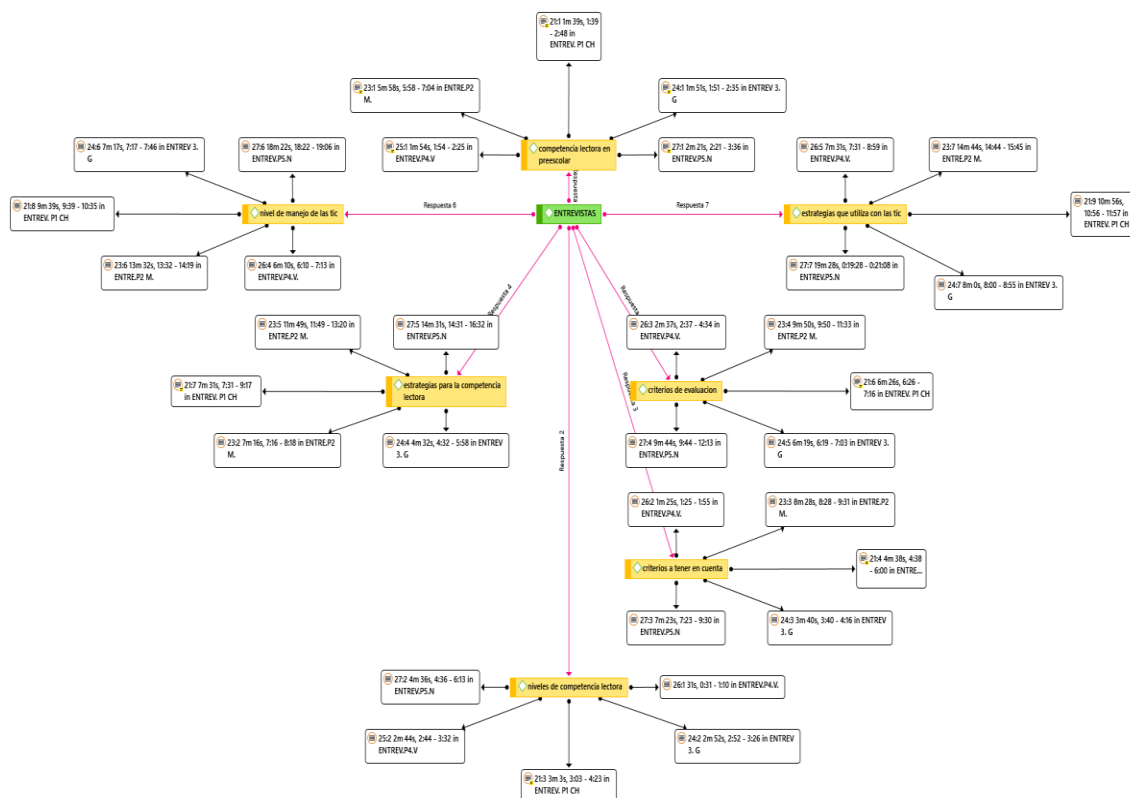 21:1 1m 39s, 1:39
- 2:48 in
ENTREV. P1 CH
23:1 5m 58s, 5:58 - 7:04 in ENTRE.P2
M.
24:1 1m 51s, 1:51 - 2:35 in ENTREV 3.
G
24:6 7m 17s, 7:17 - 7:46 in ENTREV 3.
G
27:6 18m 22s, 18:22 - 19:06 in
ENTREV.P5.N
25:1 1m 54s, 1:54 - 2:25 in
ENTREV.P4.V
competencia lectora en
preescolar
27:1 2m 21s, 2:21 - 3:36 in
ENTREV.P5.N
26:5 7m 31s, 7:31 - 8:59 in
ENTREV.P4.V.
23:7 14m 44s, 14:44 - 15:45 in
ENTRE.P2 M.
21:8 9m 39s, 9:39 - 10:35 in
ENTREV. P1 CH
nivel de manejo de las tic
Respuesta 6
ENTREVISTAS
Respuesta 7
estrategias que utiliza con las tic
21:9 10m 56s,
10:56 - 11:57 in
ENTREV. P1 CH
23:6 13m 32s, 13:32 - 14:19 in
ENTRE.P2 M.
26:4 6m 10s, 6:10 - 7:13 in
ENTREV.P4.V.
27:7 19m 28s, 0:19:28 - 0:21:08 in
ENTREV.P5.N
24:7 8m 0s, 8:00 - 8:55 in ENTREV 3.
G
Respuesta 4
23:5 11m 49s, 11:49 - 13:20 in
ENTRE.P2 M.
27:5 14m 31s, 14:31 - 16:32 in
ENTREV.P5.N
26:3 2m 37s, 2:37 - 4:34 in
ENTREV.P4.V.
23:4 9m 50s, 9:50 - 11:33 in
ENTRE.P2 M.
21:7 7m 31s, 7:31 - 9:17
in ENTREV. P1 CH
estrategias para la competencia
lectora
Respuesta 3
criterios de evaluacion
21:6 6m 26s, 6:26 -
7:16 in ENTREV. P1 CH
23:2 7m 16s, 7:16 - 8:18 in ENTRE.P2
M.
24:4 4m 32s, 4:32 - 5:58 in ENTREV
3. G
Respuesta 2
27:4 9m 44s, 9:44 - 12:13 in
ENTREV.P5.N
24:5 6m 19s, 6:19 - 7:03 in ENTREV 3.
G
26:2 1m 25s, 1:25 - 1:55 in
ENTREV.P4.V.
23:3 8m 28s, 8:28 - 9:31 in ENTRE.P2
M.
criterios a tener en cuenta
21:4 4m 38s, 4:38
- 6:00 in ENTRE...
27:3 7m 23s, 7:23 - 9:30 in
ENTREV.P5.N
24:3 3m 40s, 3:40 - 4:16 in ENTREV
3. G
27:2 4m 36s, 4:36 - 6:13 in
ENTREV.P5.N
niveles de competencia lectora
26:1 31s, 0:31 - 1:10 in ENTREV.P4.V.
25:2 2m 44s, 2:44 - 3:32 in
ENTREV.P4.V
24:2 2m 52s, 2:52 - 3:26 in ENTREV
3. G
21:3 3m 3s, 3:03 - 4:23 in
ENTREV. P1 CH